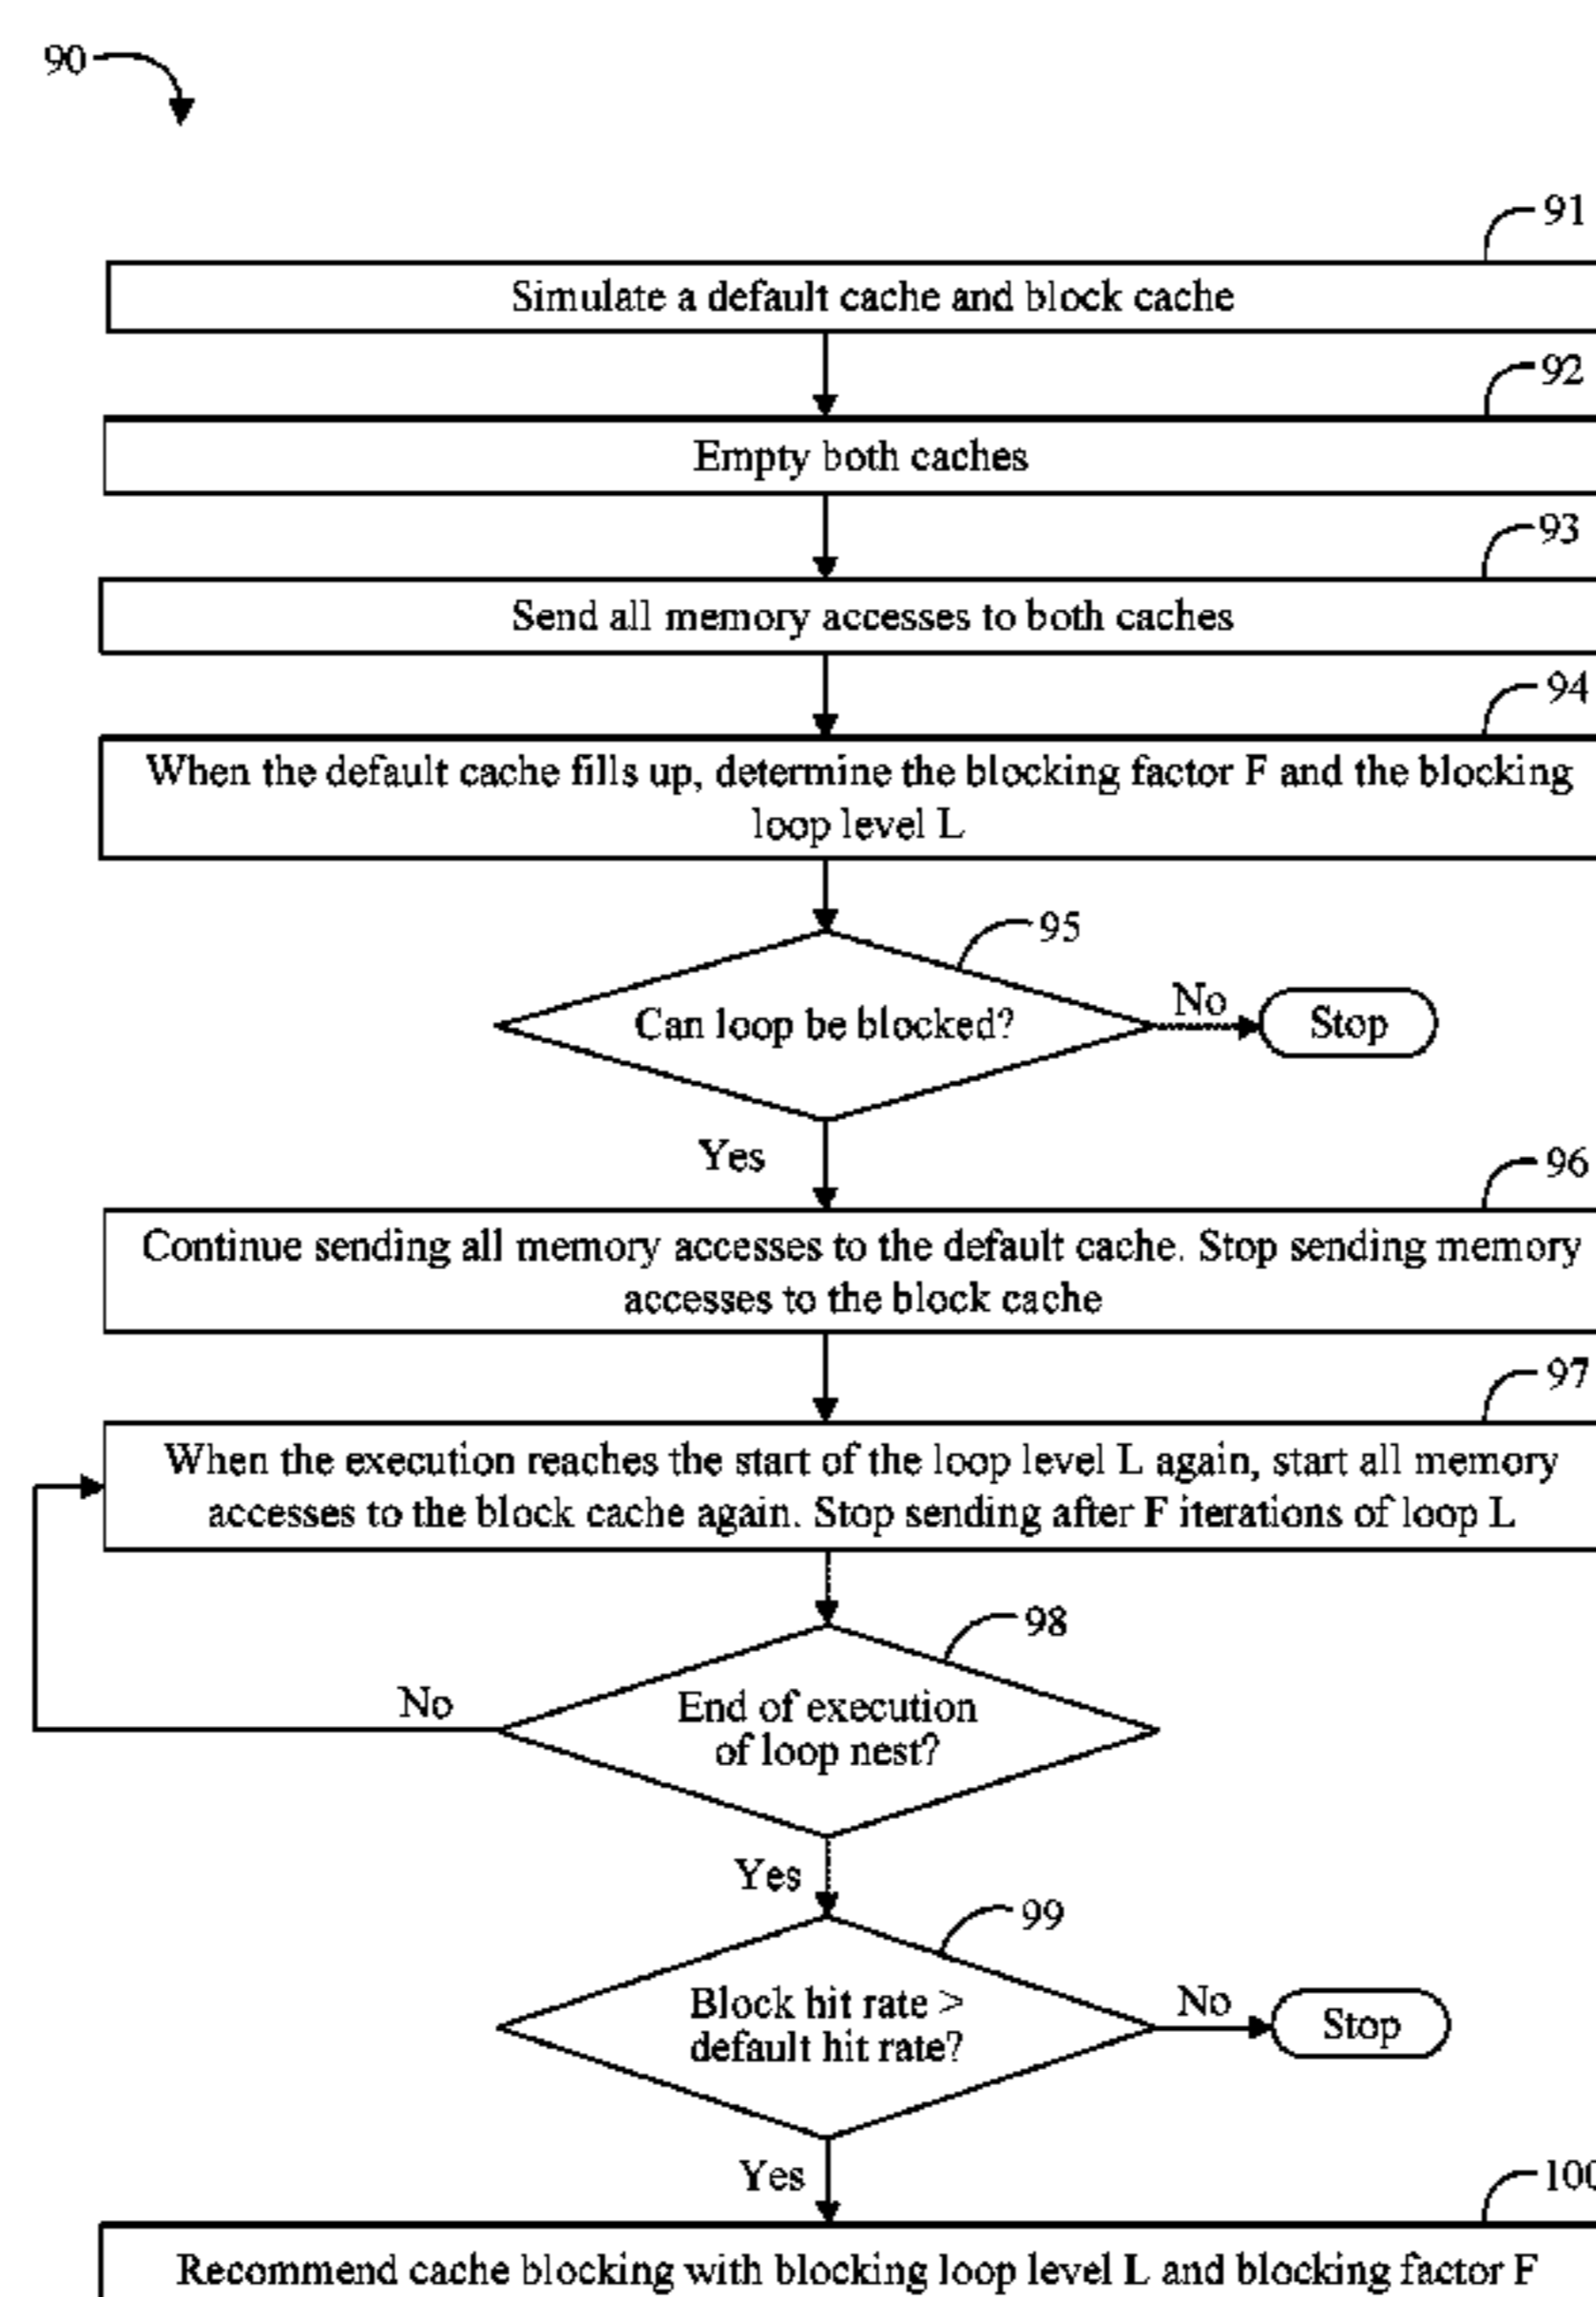 90
91
Simulate a default cache and block cache
92
Empty both caches
93
Send all memory accesses to both caches
94
When the default cache fills up, determine the blocking factor F and the blocking
loop level L
95
Can loop be blocked?
No
Stop
Yes
96
Continue sending all memory accesses to the default cache. Stop sending memory
accesses to the block cache
97
When the execution reaches the start of the loop level L again, start all memory
accesses to the block cache again. Stop sending after F iterations of loop L
98
End of execution
of loop nest?
No
Yes
99
Block hit rate >
default hit rate?
No
Stop
Yes
100
Recommend cache blocking with blocking loop level L and blocking factor F